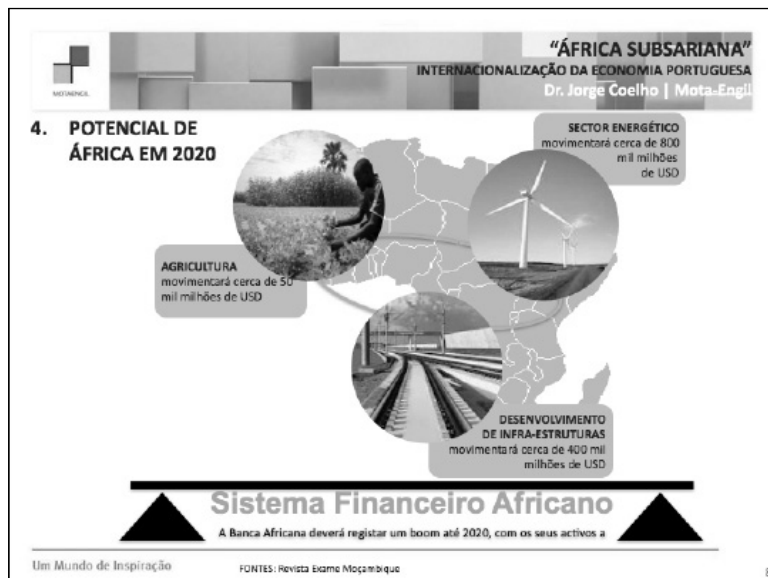 MOTAENGIL
“ÁFRICA SUBSARIANA”
INTERNACIONALIZAÇÃO DA ECONOMIA PORTUGUESA
Dr. Jorge Coelho | Mota-Engil
4. POTENCIAL DE
ÁFRICA EM 2020
SECTOR ENERGÉTICO
movimentará cerca de 800
mil milhões
de USD
AGRICULTURA
movimentará cerca de 50
mil milhões de USD
DESENVOLVIMENTO
DE INFRA-ESTRUTURAS
movimentará cerca de 400 mil
milhões de USD
Sistema Financeiro Africano
A Banca Africana deverá registar um boom até 2020, com os seus activos a
Um Mundo de Inspiração
FONTES: Revista Exame Moçambique